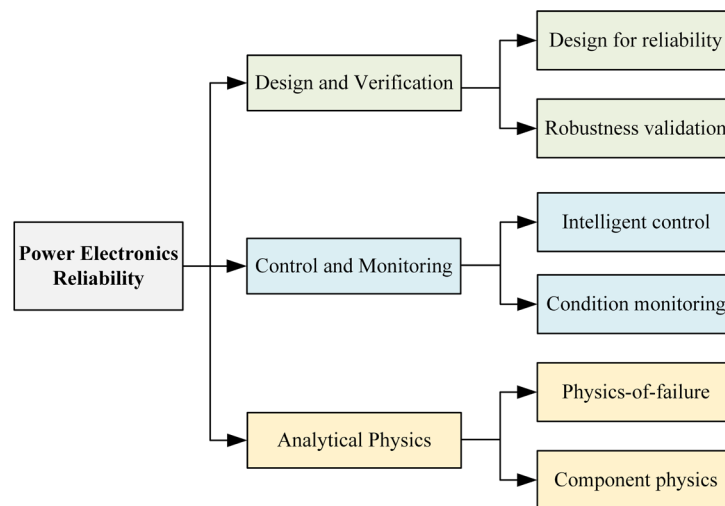 Design for reliability
Design and Verification
Robustness validation
Power Electronics
Reliability
Intelligent control
Control and Monitoring
Condition monitoring
Physics-of-failure
Analytical Physics
Component physics